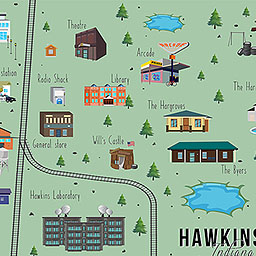 Theatre
Arcade
station
Radio Shack
Library
The Hargroves
The Har
General store
Will's Castle
The Byers
Hawkins Laboratory
HAWKINS
Indiana